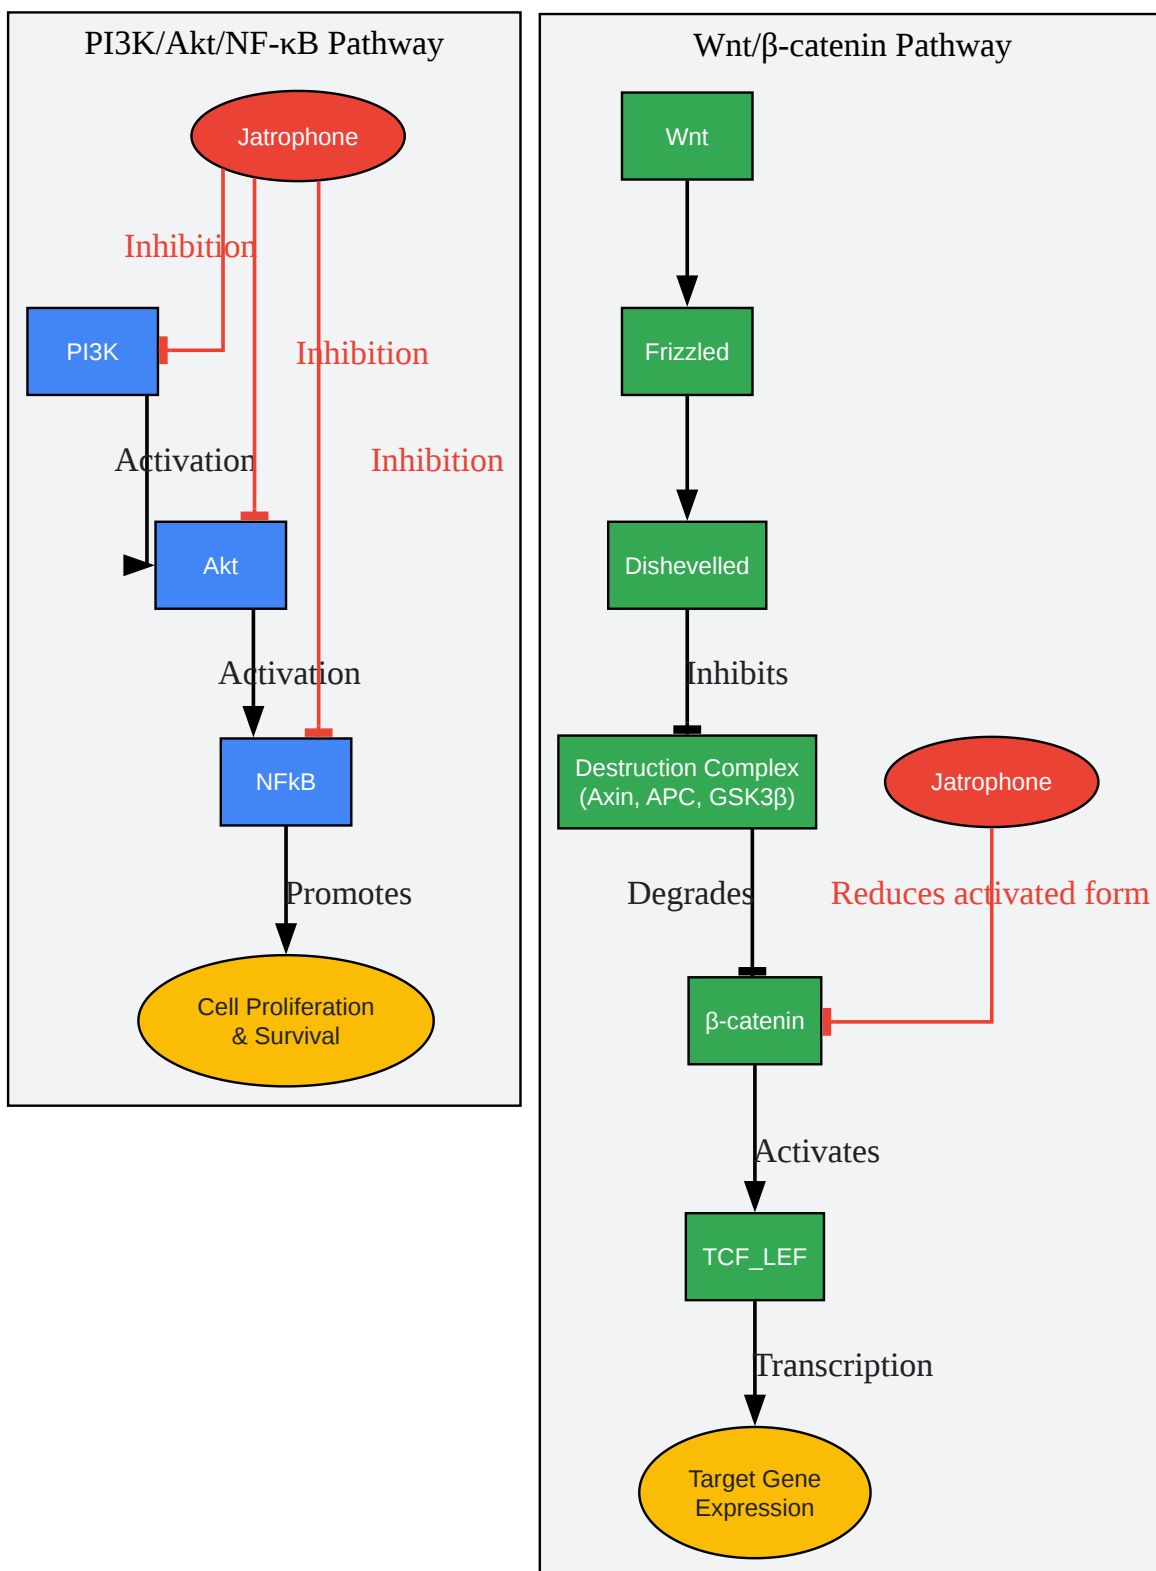 PI3K/Akt/NF-κB Pathway
Jatrophone
Inhibition
PI3K
Inhibition
Activation
Inhibition
Akt
Activation
NFkB
Promotes
Cell Proliferation
& Survival
Wnt/β-catenin Pathway
Wnt
Frizzled
Dishevelled
Inhibits
Destruction Complex
(Axin, APC, GSK3β)
Jatrophone
Degrades
Reduces activated form
β-catenin
Activates
TCF_LEF
Transcription
Target Gene
Expression